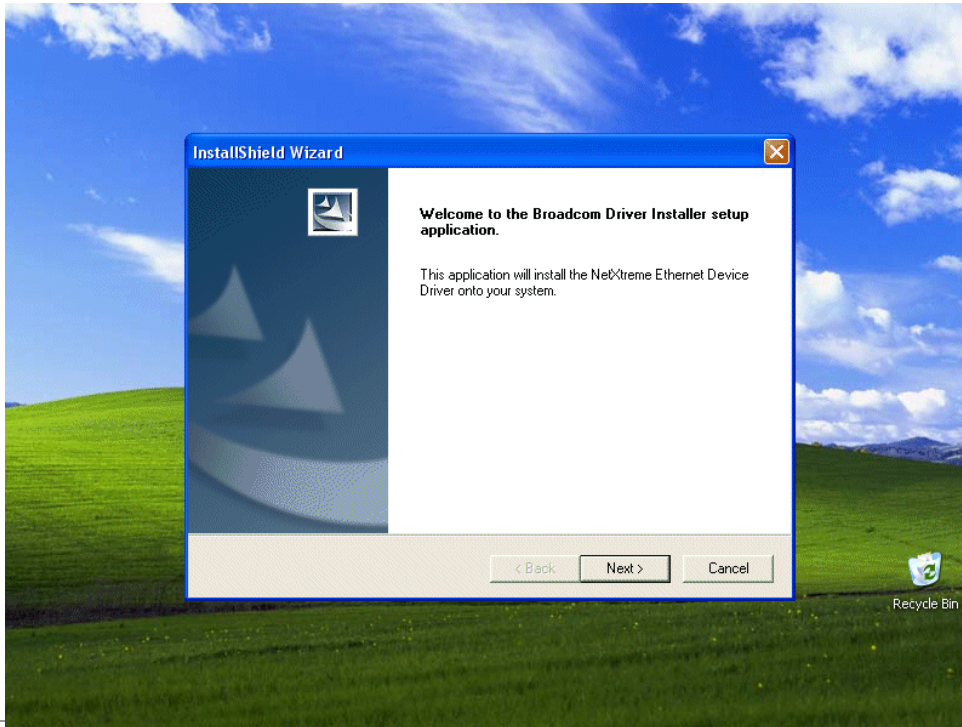 InstallShield Wizard
Welcome to the Broadcom Driver Installer setup
application.
This application will install the NetXtreme Ethernet Device
Driver onto your system.
< Back
Next >
Cancel
Recycle Bin